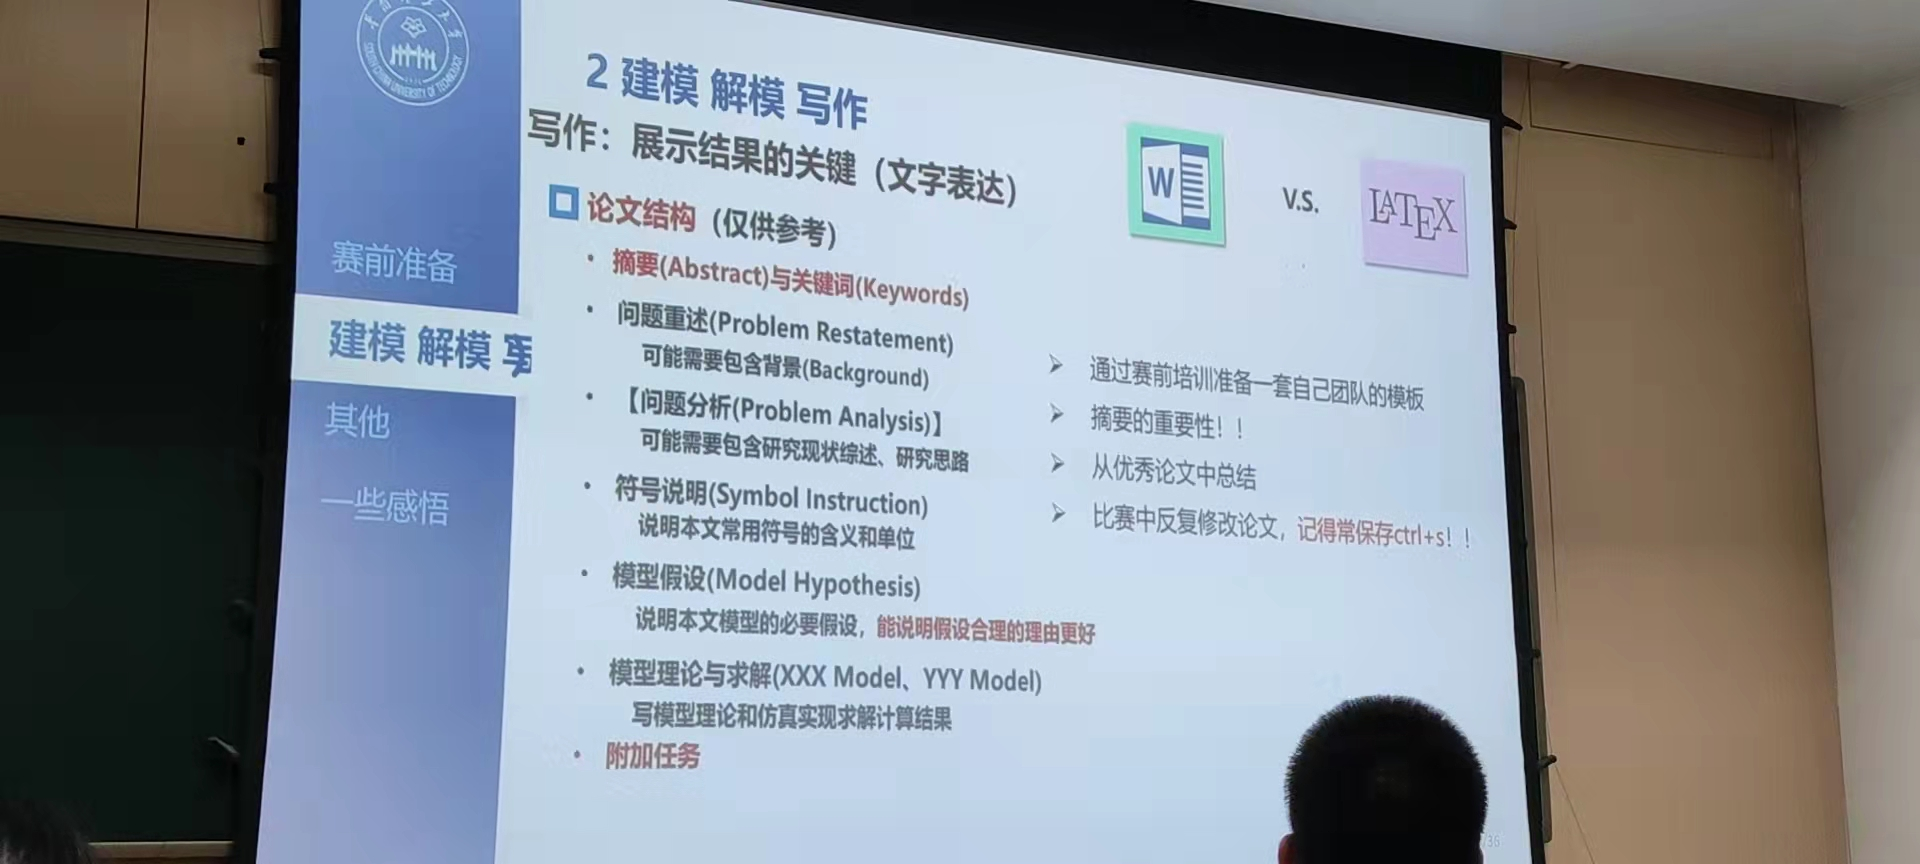 SOUTH CHINA UNIVERSITY OF TECHNOLOGY
赛前准备
建模 解模 写
其他
一些感悟
2 建模 解模 写作
写作：展示结果的关键（文字表达）
论文结构（仅供参考）
• 摘要(Abstract)与关键词(Keywords)
• 问题重述(Problem Restatement)
可能需要包含背景(Background)
• 【问题分析(Problem Analysis)】
可能需要包含研究现状综述、研究思路
• 符号说明(Symbol Instruction)
说明本文常用符号的含义和单位
• 模型假设(Model Hypothesis)
说明本文模型的必要假设，能说明假设合理的理由更好
• 模型理论与求解(XXX Model、YYY Model)
写模型理论和仿真实现求解计算结果
• 附加任务
W
V.S.
LATEX
➢ 通过赛前培训准备一套自己团队的模板
➢ 摘要的重要性！！
➢ 从优秀论文中总结
➢ 比赛中反复修改论文，记得常保存ctrl+s！！
/35